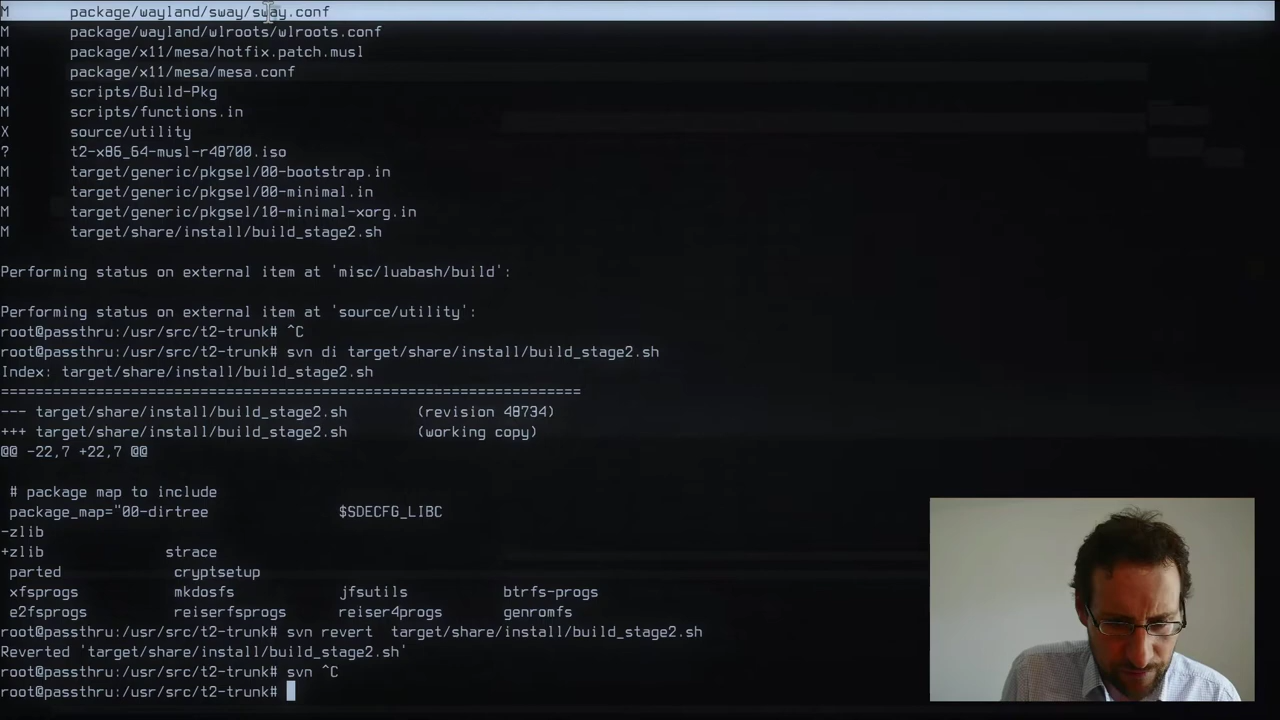 M       package/wayland/sway/sway.conf
M       package/wayland/wlroots/wlroots.conf
M       package/x11/mesa/hotfix.patch.musl
M       package/x11/mesa/mesa.conf
M       scripts/Build-Pkg
M       scripts/functions.in
X       source/utility
?       t2-x86_64-musl-r48700.iso
M       target/generic/pkgsel/00-bootstrap.in
M       target/generic/pkgsel/00-minimal.in
M       target/generic/pkgsel/10-minimal-xorg.in
M       target/share/install/build_stage2.sh
Performing status on external item at 'misc/luabash/build':
Performing status on external item at 'source/utility':
root@passthru:/usr/src/t2-trunk# ^C
root@passthru:/usr/src/t2-trunk# svn di target/share/install/build_stage2.sh
Index: target/share/install/build_stage2.sh
===================================================================
--- target/share/install/build_stage2.sh        (revision 48734)
+++ target/share/install/build_stage2.sh        (working copy)
@@ -22,7 +22,7 @@
 # package map to include
 package_map="00-dirtree               $SDECFG_LIBC
-zlib
+zlib              strace
 parted             cryptsetup
 xfsprogs           mkdosfs            jfsutils           btrfs-progs
 e2fsprogs          reiserfsprogs      reiser4progs       genromfs
root@passthru:/usr/src/t2-trunk# svn revert  target/share/install/build_stage2.sh
Reverted 'target/share/install/build_stage2.sh'
root@passthru:/usr/src/t2-trunk# svn ^C
root@passthru:/usr/src/t2-trunk#